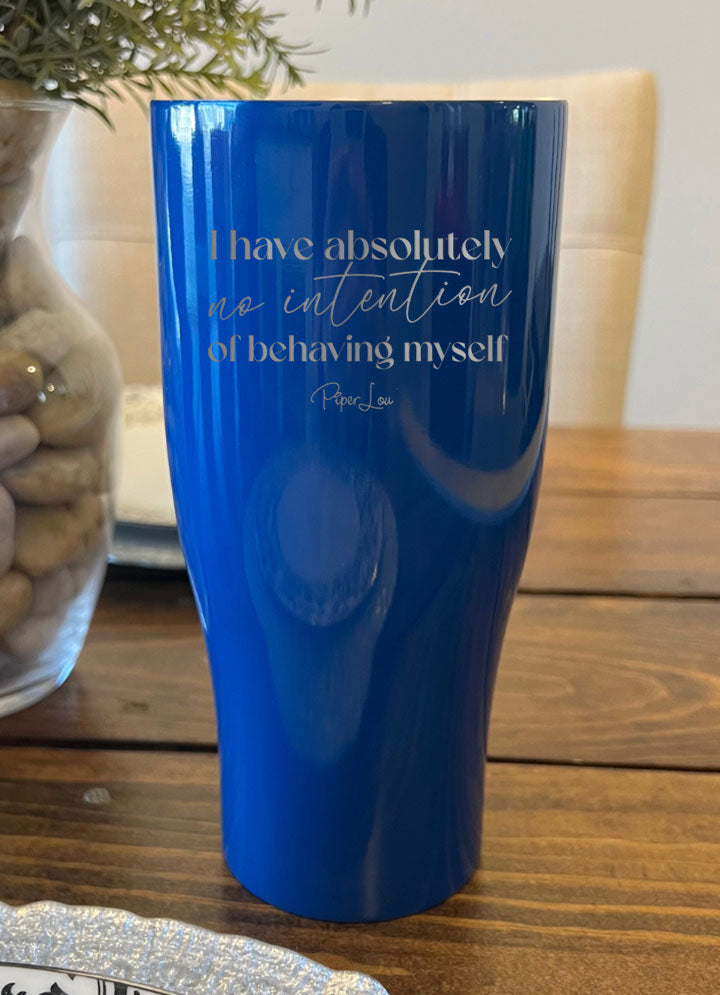 I have absolutely
no intention
of behaving myself
Piper Lou